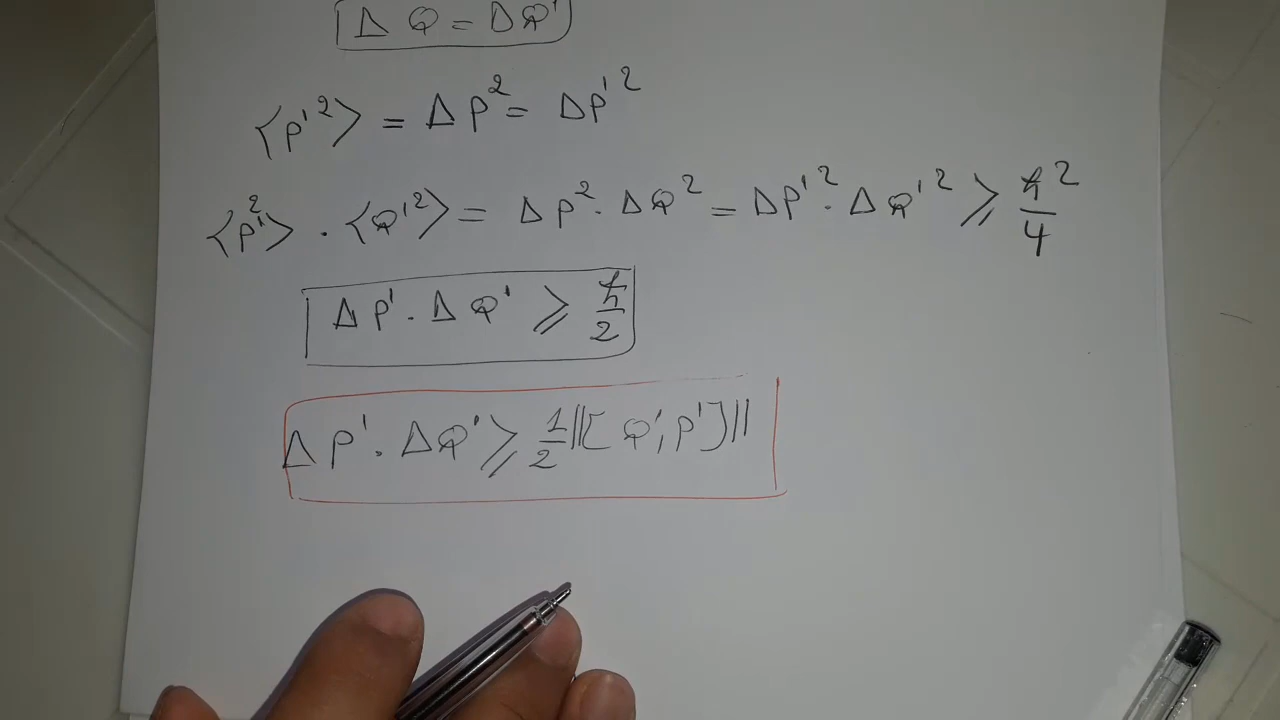 Δ Q = ΔQ'
⟨P'²⟩ = ΔP² = ΔP'²
⟨P'²⟩ . ⟨Q'²⟩ = ΔP² . ΔQ² = ΔP'² . ΔQ'² ⩾ ħ²/4
ΔP' . ΔQ' ⩾ ħ/2
ΔP' . ΔQ' ⩾ 1/2 ||[Q', P']||